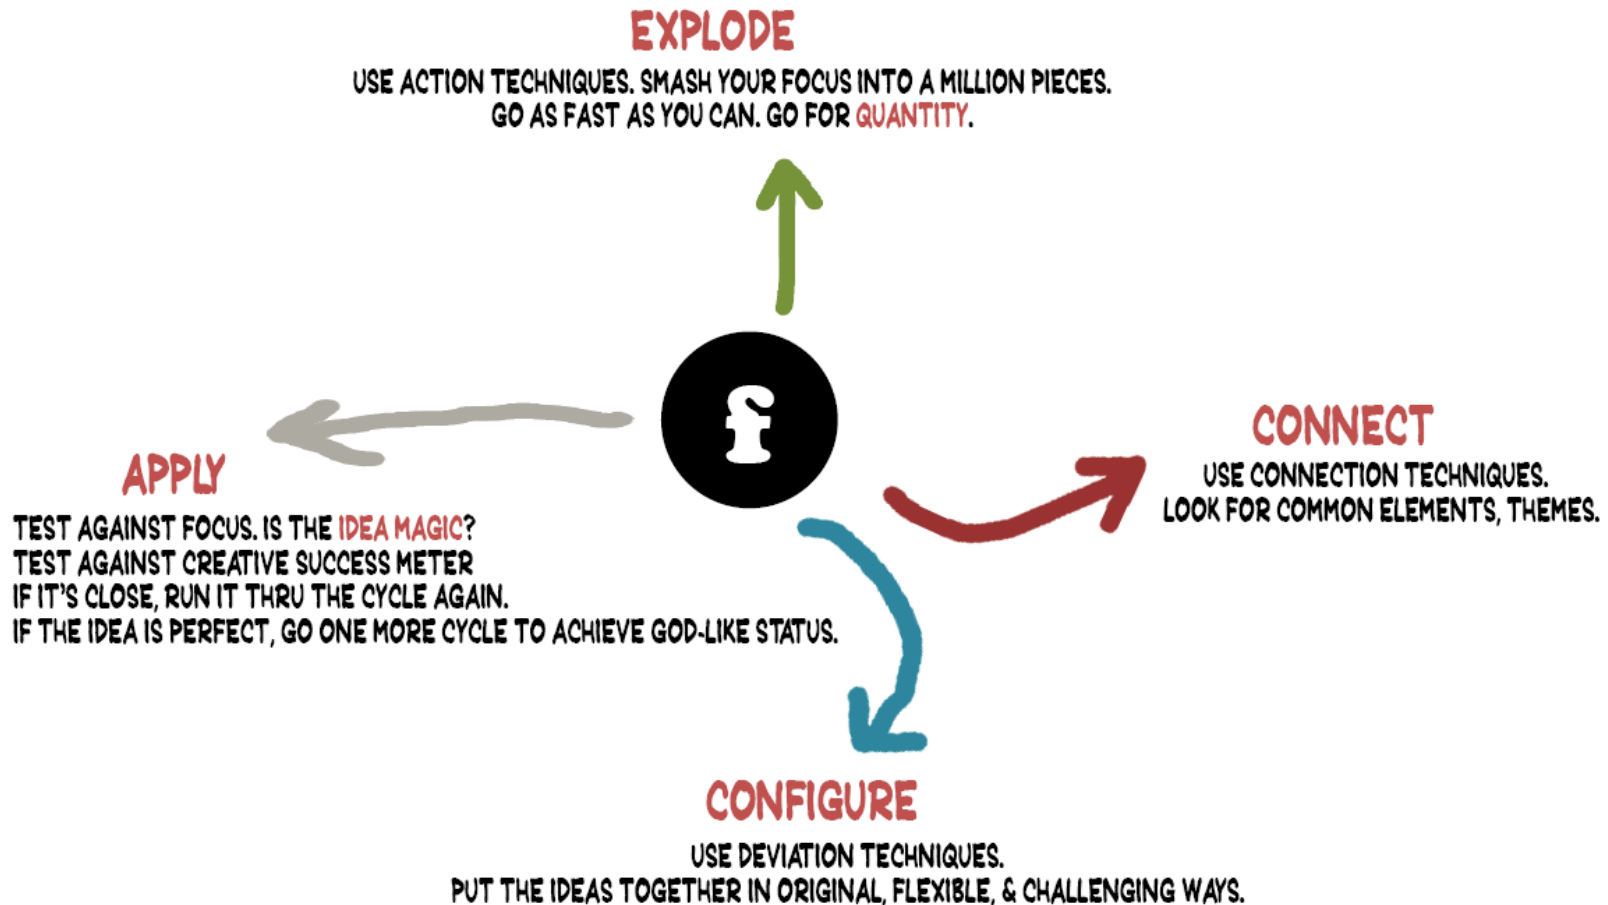 EXPLODE
USE ACTION TECHNIQUES. SMASH YOUR FOCUS INTO A MILLION PIECES.
GO AS FAST AS YOU CAN. GO FOR QUANTITY.
f
CONNECT
USE CONNECTION TECHNIQUES.
LOOK FOR COMMON ELEMENTS, THEMES.
CONFIGURE
USE DEVIATION TECHNIQUES.
PUT THE IDEAS TOGETHER IN ORIGINAL, FLEXIBLE, & CHALLENGING WAYS.
APPLY
TEST AGAINST FOCUS. IS THE IDEA MAGIC?
TEST AGAINST CREATIVE SUCCESS METER
IF IT'S CLOSE, RUN IT THRU THE CYCLE AGAIN.
IF THE IDEA IS PERFECT, GO ONE MORE CYCLE TO ACHIEVE GOD-LIKE STATUS.